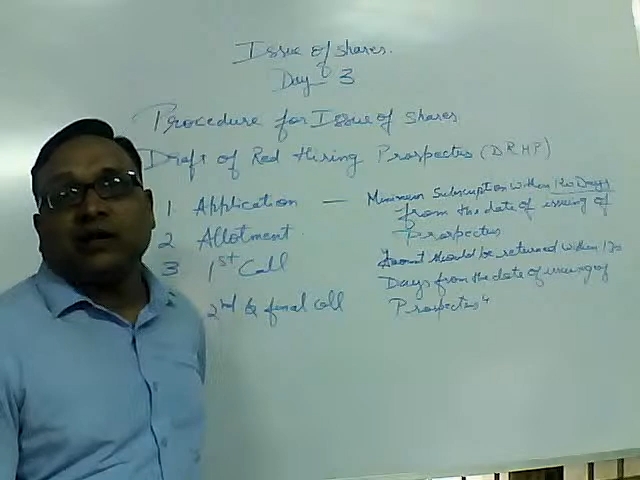 Issue of shares.
Day 3
Procedure for Issue of shares
Draft of Red Hiring Prospectus (DRHP)
1 Application — Minimum Subscription within 120 Days
from the date of issuing of
Prospectus
2 Allotment
3 1st Call
Amount should be returned within 130
Days from the date of issuing of
2nd & final call
Prospectus